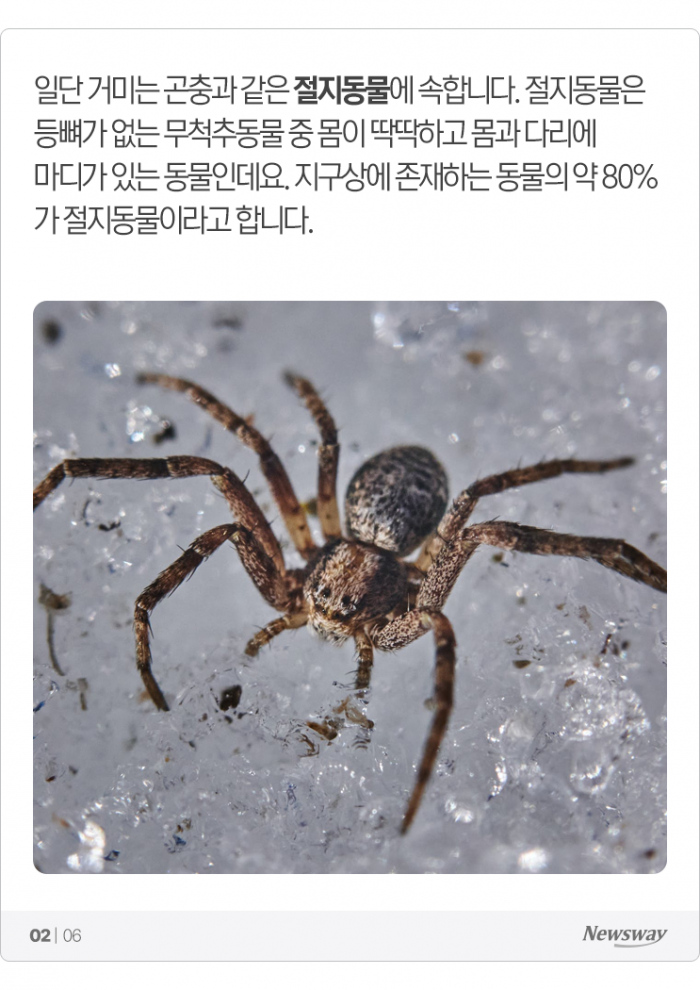 일단 거미는 곤충과 같은 절지동물에 속합니다. 절지동물은
등뼈가 없는 무척추동물 중 몸이 딱딱하고 몸과 다리에
마디가 있는 동물인데요. 지구상에 존재하는 동물의 약 80%
가 절지동물이라고 합니다.
02 | 06
Newsway